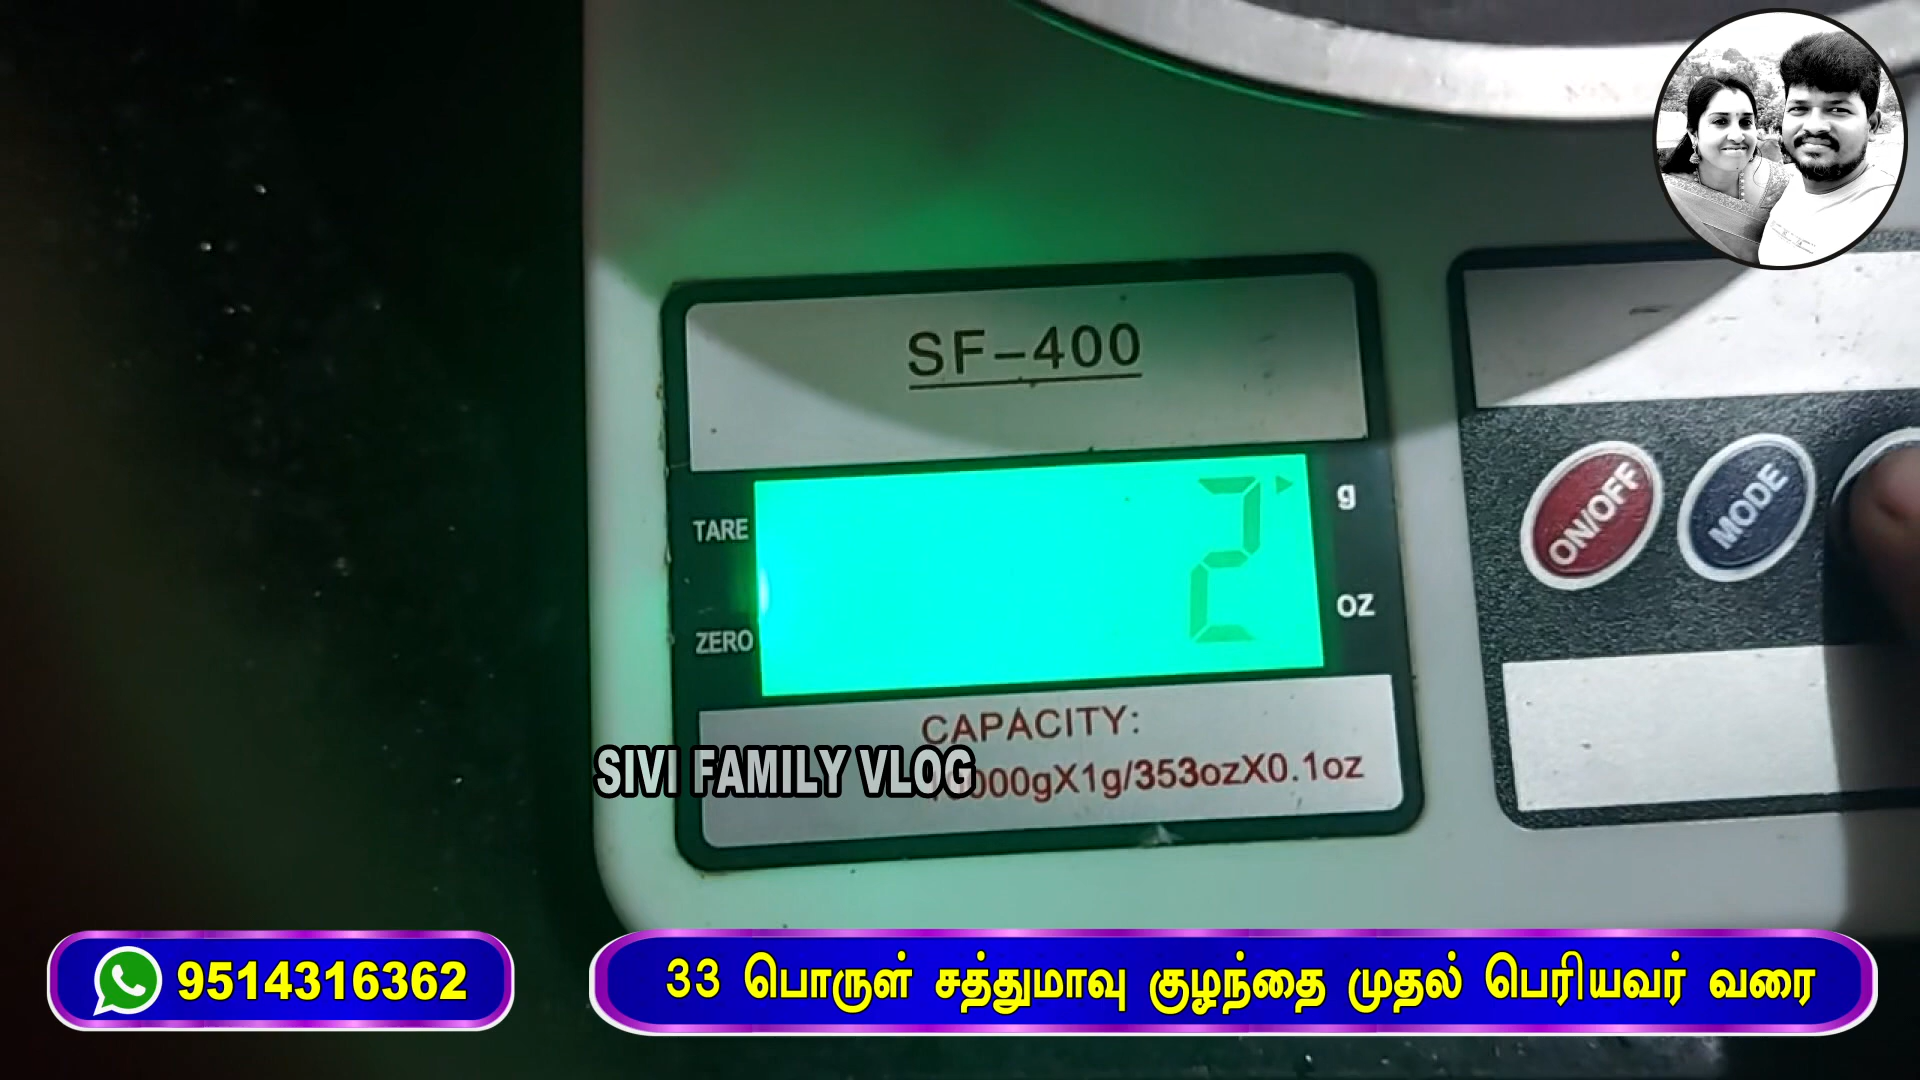 SF-400
2
g
TARE
oz
ZERO
ON/OFF
MODE
CAPACITY:
SIVI FAMILY VLOG
000gX1g/353ozX0.1oz
9514316362
33 பொருள் சத்துமாவு குழந்தை முதல் பெரியவர் வரை